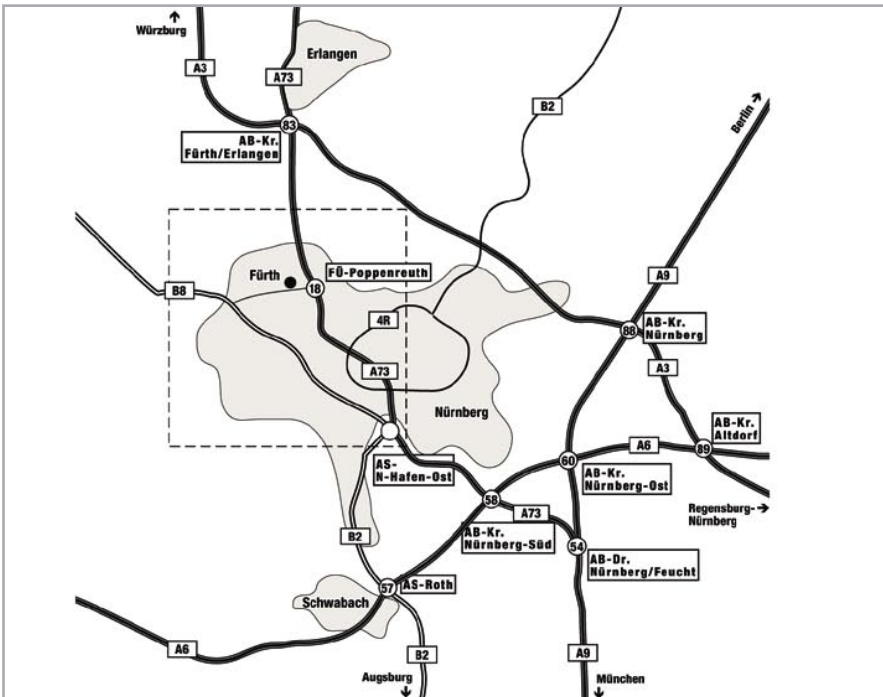 Würzburg
A3
A73
Erlangen
B2
Berlin
83
AB-Kr.
Fürth/Erlangen
A9
Fürth
FÜ-Poppenreuth
18
B8
4R
88
AB-Kr.
Nürnberg
A73
A3
Nürnberg
AB-Kr.
Altdorf
A6
89
AS-
N-Hafen-Ost
60
AB-Kr.
Nürnberg-Ost
58
A73
Regensburg-
Nürnberg
AB-Kr.
Nürnberg-Süd
B2
54
AB-Dr.
Nürnberg/Feucht
57
AS-Roth
Schwabach
A6
B2
A9
Augsburg
München